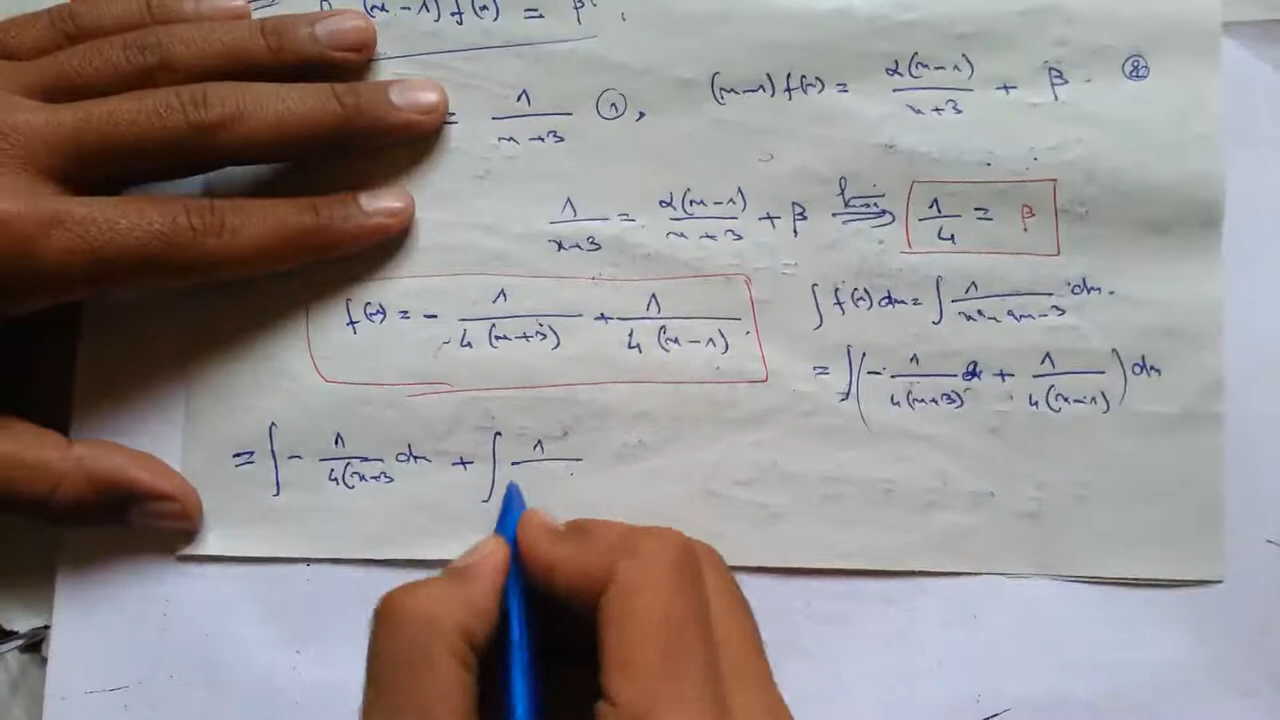 (x-1) f(x) = β.
= 1/(x+3) ①, (x-1) f(x) = α(x-1)/(x+3) + β. ②
1/(x+3) = α(x-1)/(x+3) + β ⟹ 1/4 = β
f(x) = - 1/(4(x+3)) + 1/(4(x-1))
∫ f(x) dx = ∫ 1/(x²+2x-3) dx.
= ∫ (- 1/(4(x+3)) + 1/(4(x-1))) dx
= ∫ - 1/(4(x+3 dx + ∫ 1/